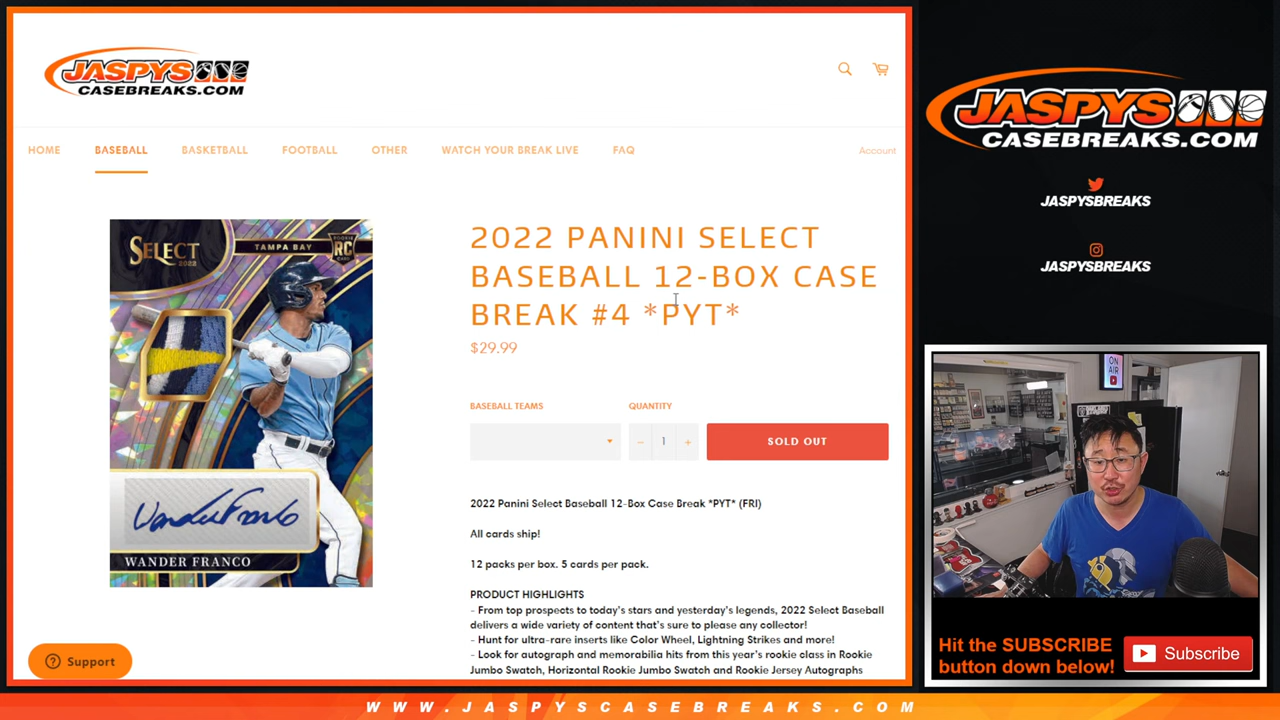 JASPYS
CASEBREAKS.COM
HOME BASEBALL BASKETBALL FOOTBALL OTHER WATCH YOUR BREAK LIVE FAQ Account
SELECT
2022
TAMPA BAY
RC
WANDER FRANCO
2022 PANINI SELECT
BASEBALL 12-BOX CASE
BREAK #4 *PYT*
$29.99
BASEBALL TEAMS QUANTITY
1
SOLD OUT
2022 Panini Select Baseball 12-Box Case Break *PYT* (FRI)
All cards ship!
12 packs per box. 5 cards per pack.
PRODUCT HIGHLIGHTS
- From top prospects to today's stars and yesterday's legends, 2022 Select Baseball
delivers a wide variety of content that's sure to please any collector!
- Hunt for ultra-rare inserts like Color Wheel, Lightning Strikes and more!
- Look for autograph and memorabilia hits from this year's rookie class in Rookie
Jumbo Swatch, Horizontal Rookie Jumbo Swatch and Rookie Jersey Autographs
Support
JASPYS
CASEBREAKS.COM
JASPYSBREAKS
JASPYSBREAKS
ON
AIR
Hit the SUBSCRIBE
button down below!
Subscribe
WWW.JASPYSCASEBREAKS.COM